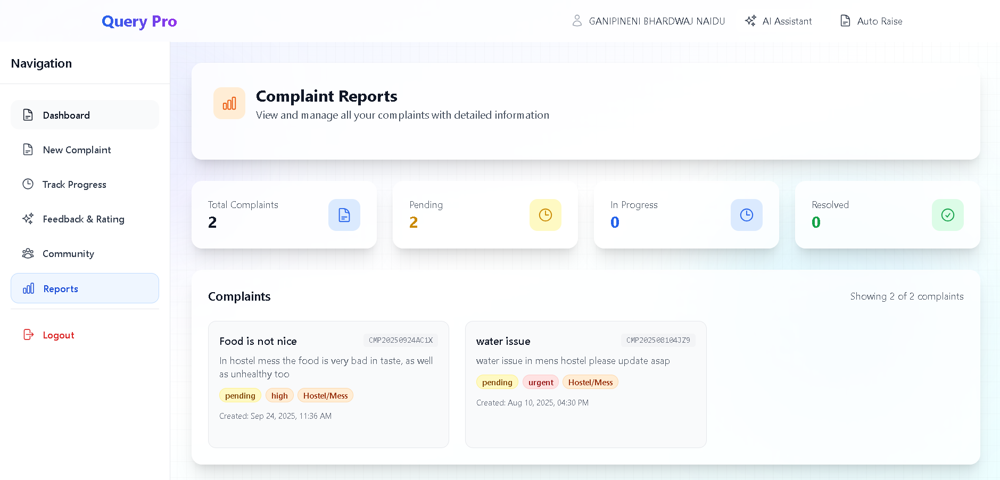 Query Pro
GANIPINENI BHARDWAJ NAIDU
AI Assistant
Auto Raise
Navigation
Dashboard
New Complaint
Track Progress
Feedback & Rating
Community
Reports
Logout
Complaint Reports
View and manage all your complaints with detailed information
Total Complaints
2
Pending
2
In Progress
0
Resolved
0
Complaints
Showing 2 of 2 complaints
Food is not nice
CMP20250924AC1X
In hostel mess the food is very bad in taste, as well
as unhealthy too
pending
high
Hostel/Mess
Created: Sep 24, 2025, 11:36 AM
water issue
CMP202508104JZ9
water issue in mens hostel please update asap
pending
urgent
Hostel/Mess
Created: Aug 10, 2025, 04:30 PM